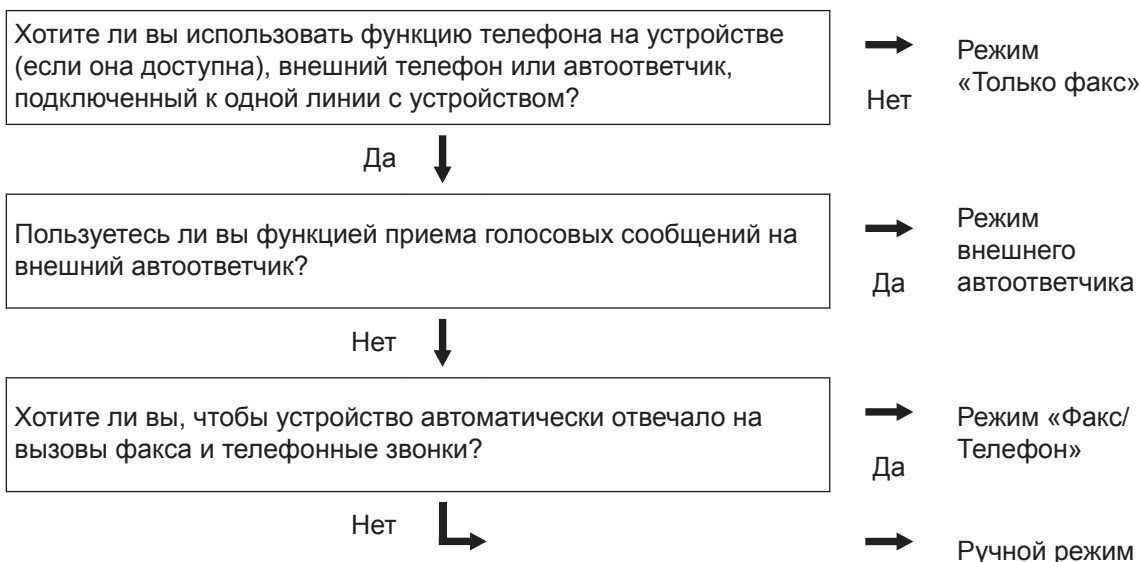 Хотите ли вы использовать функцию телефона на устройстве
(если она доступна), внешний телефон или автоответчик,
подключенный к одной линии с устройством?
Нет
Режим
«Только факс»
Да
Пользуетесь ли вы функцией приема голосовых сообщений на
внешний автоответчик?
Да
Режим
внешнего
автоответчика
Нет
Хотите ли вы, чтобы устройство автоматически отвечало на
вызовы факса и телефонные звонки?
Да
Режим «Факс/
Телефон»
Нет
Ручной режим